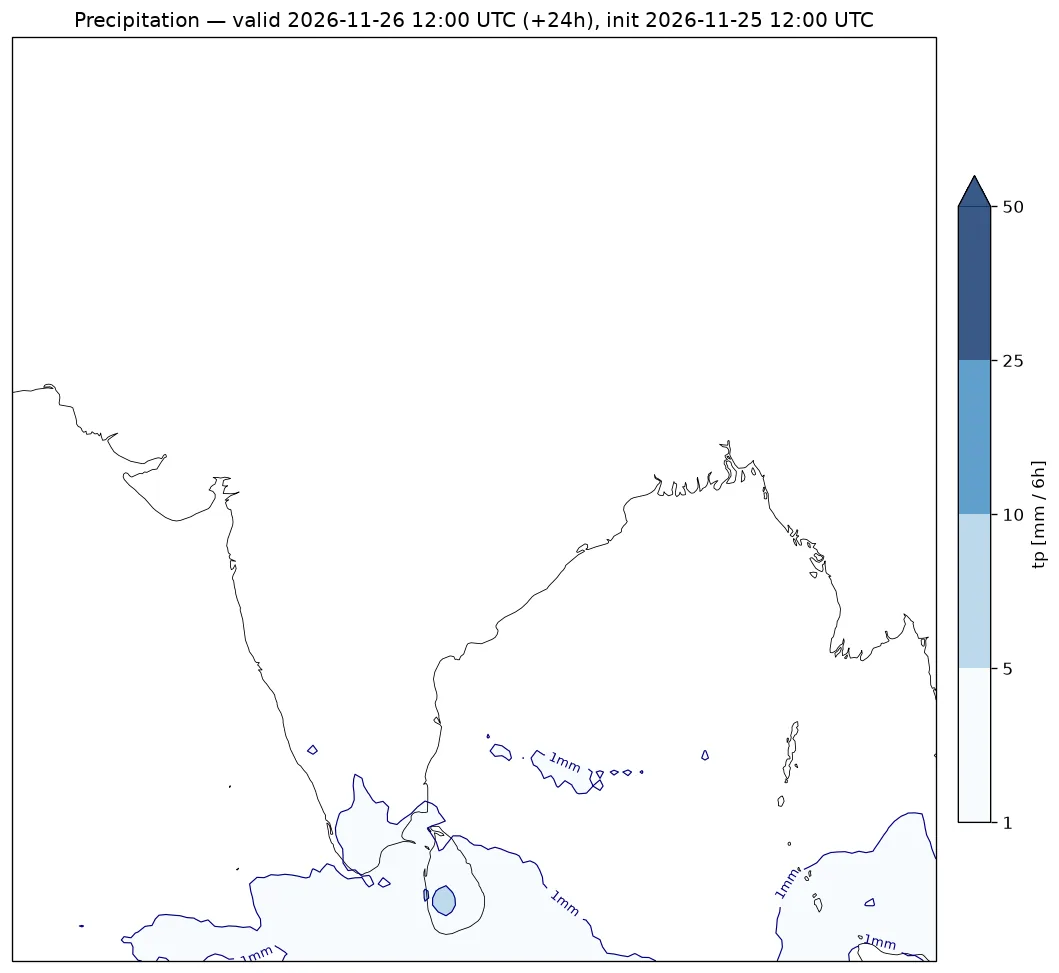 Precipitation — valid 2026-11-26 12:00 UTC (+24h), init 2026-11-25 12:00 UTC
50
25
10
5
1
tp [mm / 6h]
1mm
1mm
1mm
1mm
1mm